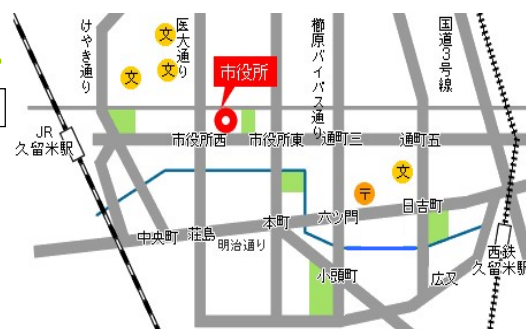 けやき通り
医大通り
櫛原バイパス通り
国道3号線
文
文
文
市役所
JR
久留米駅
市役所西
市役所東
通町三
通町五
文
〒
日吉町
六ツ門
本町
荘島
中央町
明治通り
西鉄
久留米駅
小頭町
広又